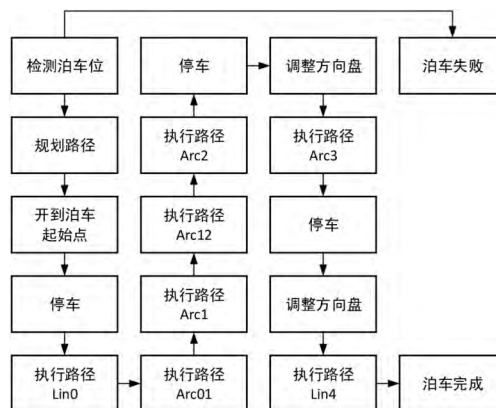 检测泊车位
停车
调整方向盘
泊车失败
规划路径
执行路径
Arc2
执行路径
Arc3
开到泊车
起始点
执行路径
Arc12
停车
停车
执行路径
Arc1
调整方向盘
执行路径
Lin0
执行路径
Arc01
执行路径
Lin4
泊车完成